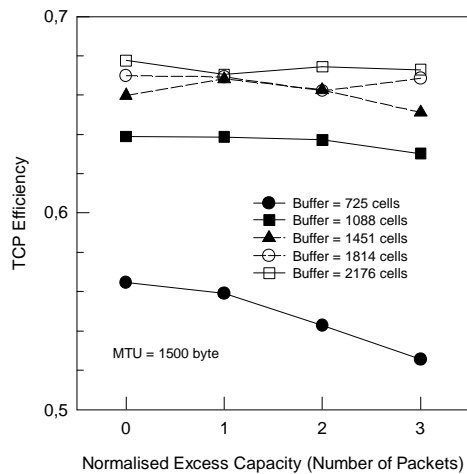 0,7
0,6
0,5
TCP Efficiency
Buffer = 725 cells
Buffer = 1088 cells
Buffer = 1451 cells
Buffer = 1814 cells
Buffer = 2176 cells
MTU = 1500 byte
0 1 2 3
Normalised Excess Capacity (Number of Packets)